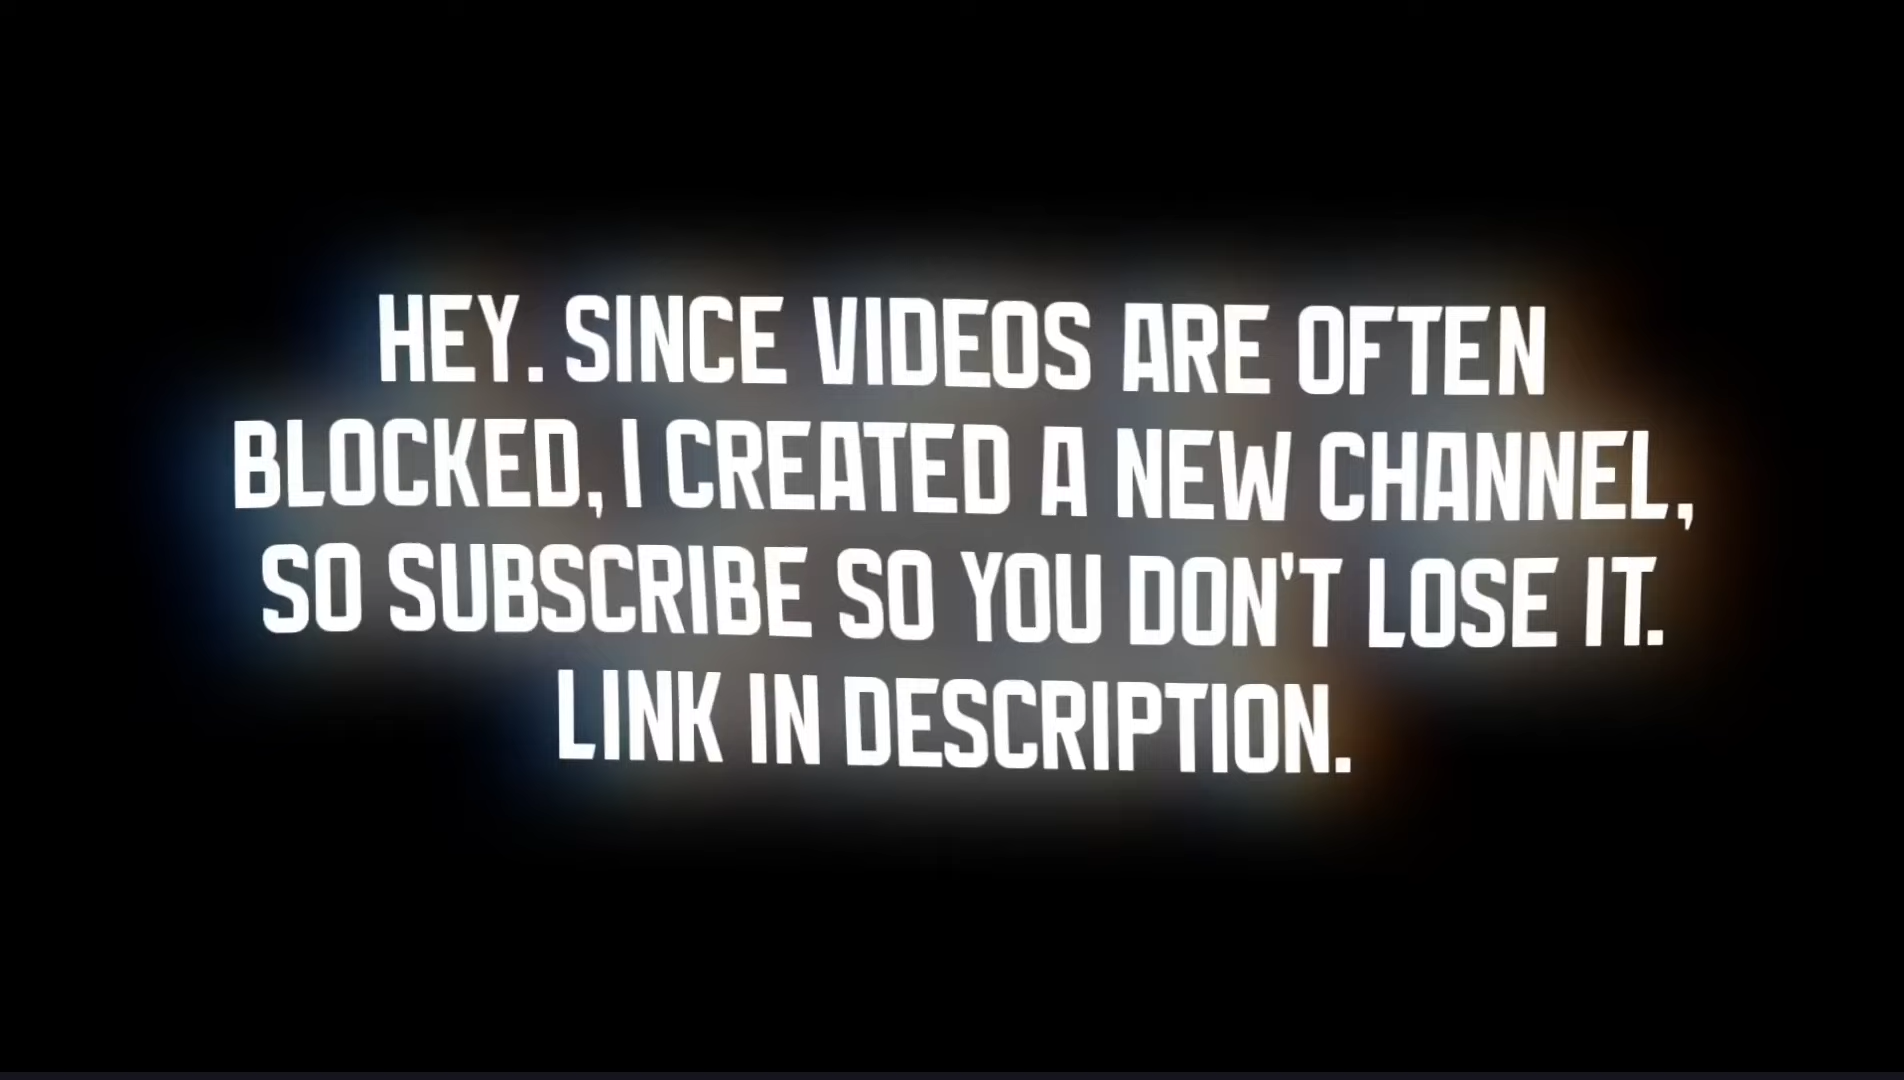 HEY. SINCE VIDEOS ARE OFTEN
BLOCKED, I CREATED A NEW CHANNEL,
SO SUBSCRIBE SO YOU DON'T LOSE IT.
LINK IN DESCRIPTION.